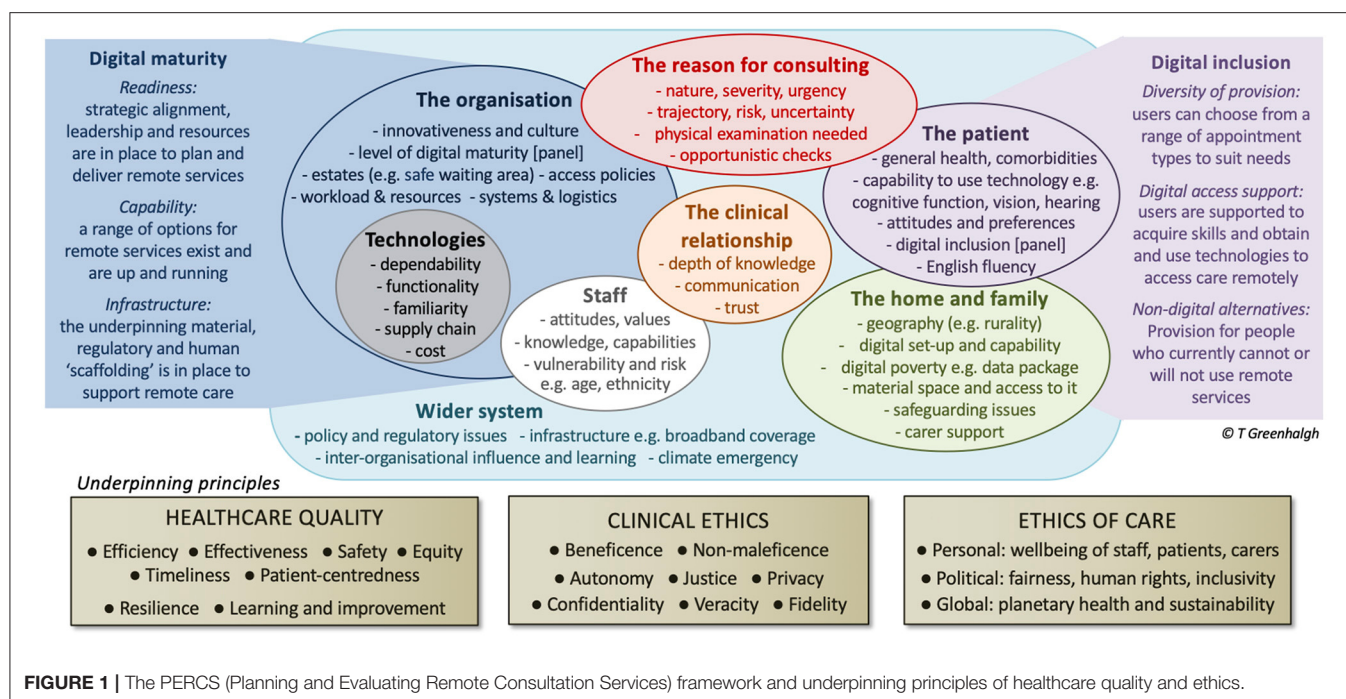 Digital maturity
Readiness:
strategic alignment,
leadership and resources
are in place to plan and
deliver remote services
Capability:
a range of options for
remote services exist and
are up and running
Infrastructure:
the underpinning material,
regulatory and human
‘scaffolding’ is in place to
support remote care
The organisation
- innovativeness and culture
- level of digital maturity [panel]
- estates (e.g. safe waiting area) - access policies
- workload & resources - systems & logistics
Technologies
- dependability
- functionality
- familiarity
- supply chain
- cost
The reason for consulting
- nature, severity, urgency
- trajectory, risk, uncertainty
- physical examination needed
- opportunistic checks
The clinical
relationship
- depth of knowledge
- communication
- trust
Staff
- attitudes, values
- knowledge, capabilities
- vulnerability and risk
e.g. age, ethnicity
The patient
- general health, comorbidities
- capability to use technology e.g.
cognitive function, vision, hearing
- attitudes and preferences
- digital inclusion [panel]
- English fluency
The home and family
- geography (e.g. rurality)
- digital set-up and capability
- digital poverty e.g. data package
- material space and access to it
- safeguarding issues
- carer support
Digital inclusion
Diversity of provision:
users can choose from a
range of appointment
types to suit needs
Digital access support:
users are supported to
acquire skills and obtain
and use technologies to
access care remotely
Non-digital alternatives:
Provision for people
who currently cannot or
will not use remote
services
Wider system
- policy and regulatory issues - infrastructure e.g. broadband coverage
- inter-organisational influence and learning - climate emergency
© T Greenhalgh
Underpinning principles
HEALTHCARE QUALITY
● Efficiency ● Effectiveness ● Safety ● Equity
● Timeliness ● Patient-centredness
● Resilience ● Learning and improvement
CLINICAL ETHICS
● Beneficence ● Non-maleficence
● Autonomy ● Justice ● Privacy
● Confidentiality ● Veracity ● Fidelity
ETHICS OF CARE
● Personal: wellbeing of staff, patients, carers
● Political: fairness, human rights, inclusivity
● Global: planetary health and sustainability
FIGURE 1 | The PERCS (Planning and Evaluating Remote Consultation Services) framework and underpinning principles of healthcare quality and ethics.